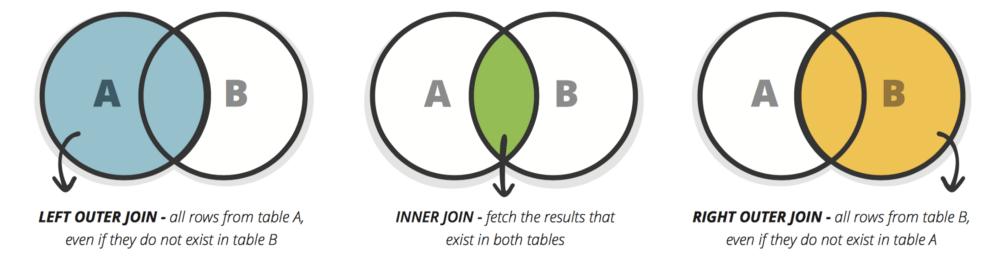 A B
A B
A B
LEFT OUTER JOIN - all rows from table A,
even if they do not exist in table B
INNER JOIN - fetch the results that
exist in both tables
RIGHT OUTER JOIN - all rows from table B,
even if they do not exist in table A